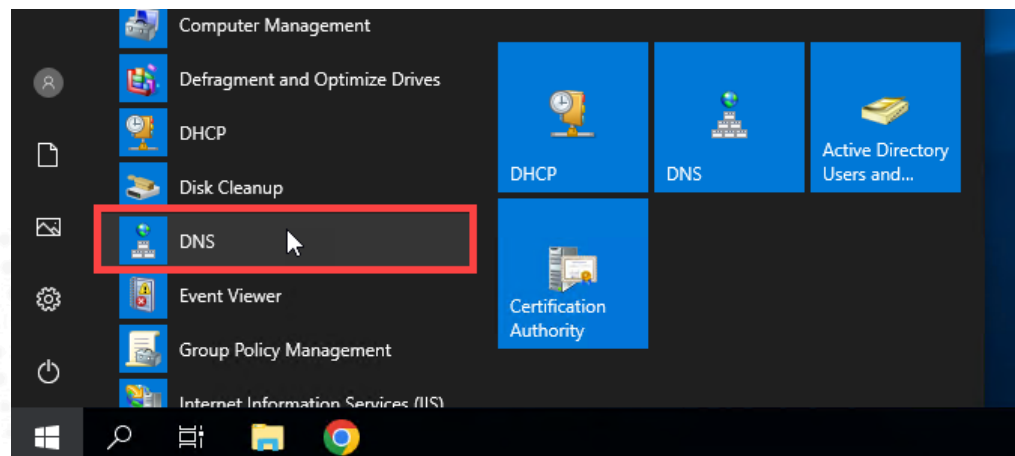 Computer Management
Defragment and Optimize Drives
DHCP
Disk Cleanup
DNS
Event Viewer
Group Policy Management
Internet Information Services (IIS)
DHCP
DNS
Active Directory
Users and...
Certification
Authority